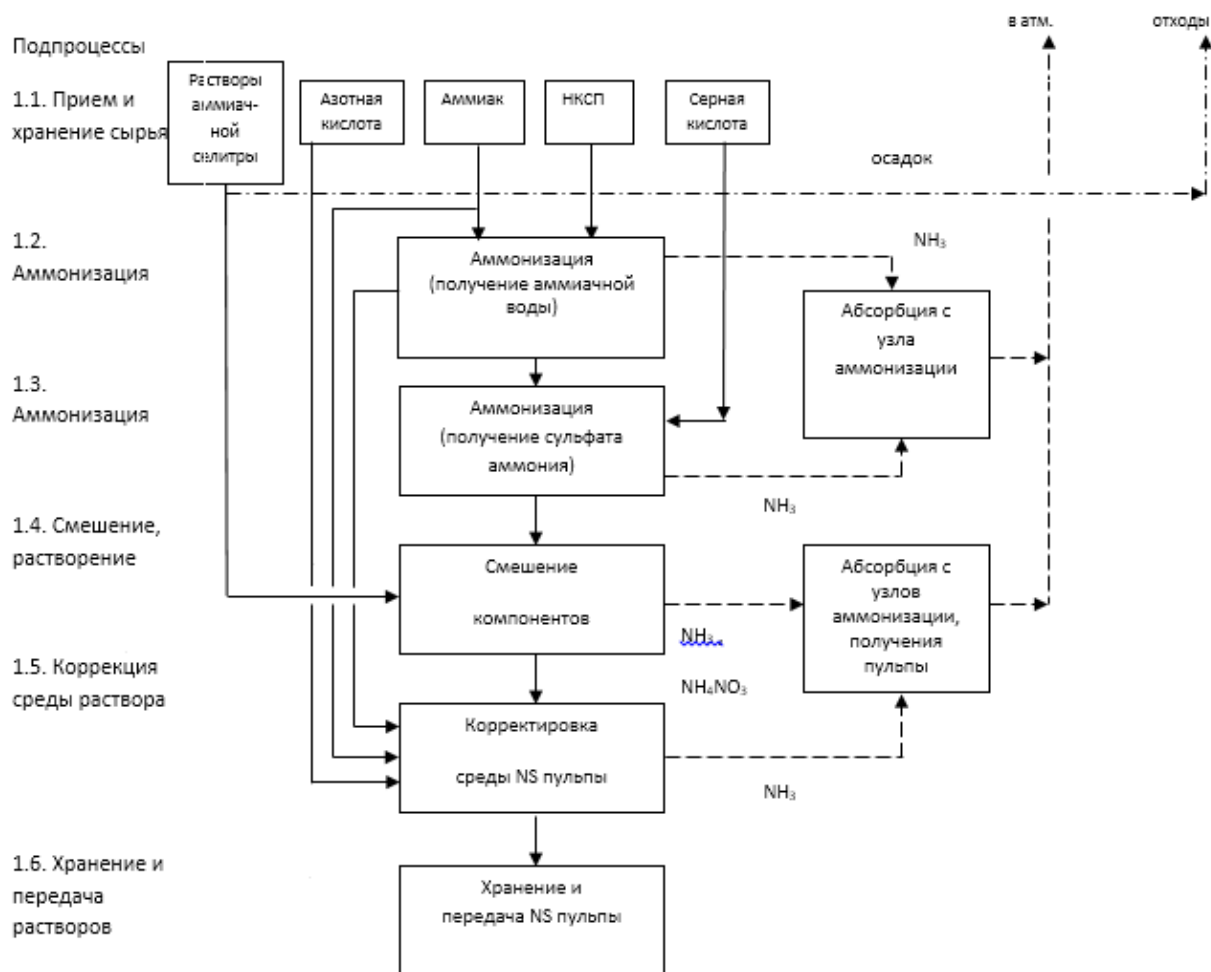 в атм.
отходы
Подпроцессы
1.1. Прием и
хранение сырья
Растворы
аммиач-
ной
селитры
Азотная
кислота
Аммиак
НКСП
Серная
кислота
осадок
1.2.
Аммонизация
Аммонизация
(получение аммиачной
воды)
NH₃
Абсорбция с
узла
аммонизации
1.3.
Аммонизация
Аммонизация
(получение сульфата
аммония)
NH₃
1.4. Смешение,
растворение
Смешение
компонентов
NH₃,
NH₄NO₃
Абсорбция с
узлов
аммонизации,
получения
пульпы
1.5. Коррекция
среды раствора
Корректировка
среды NS пульпы
NH₃
1.6. Хранение и
передача
растворов
Хранение и
передача NS пульпы